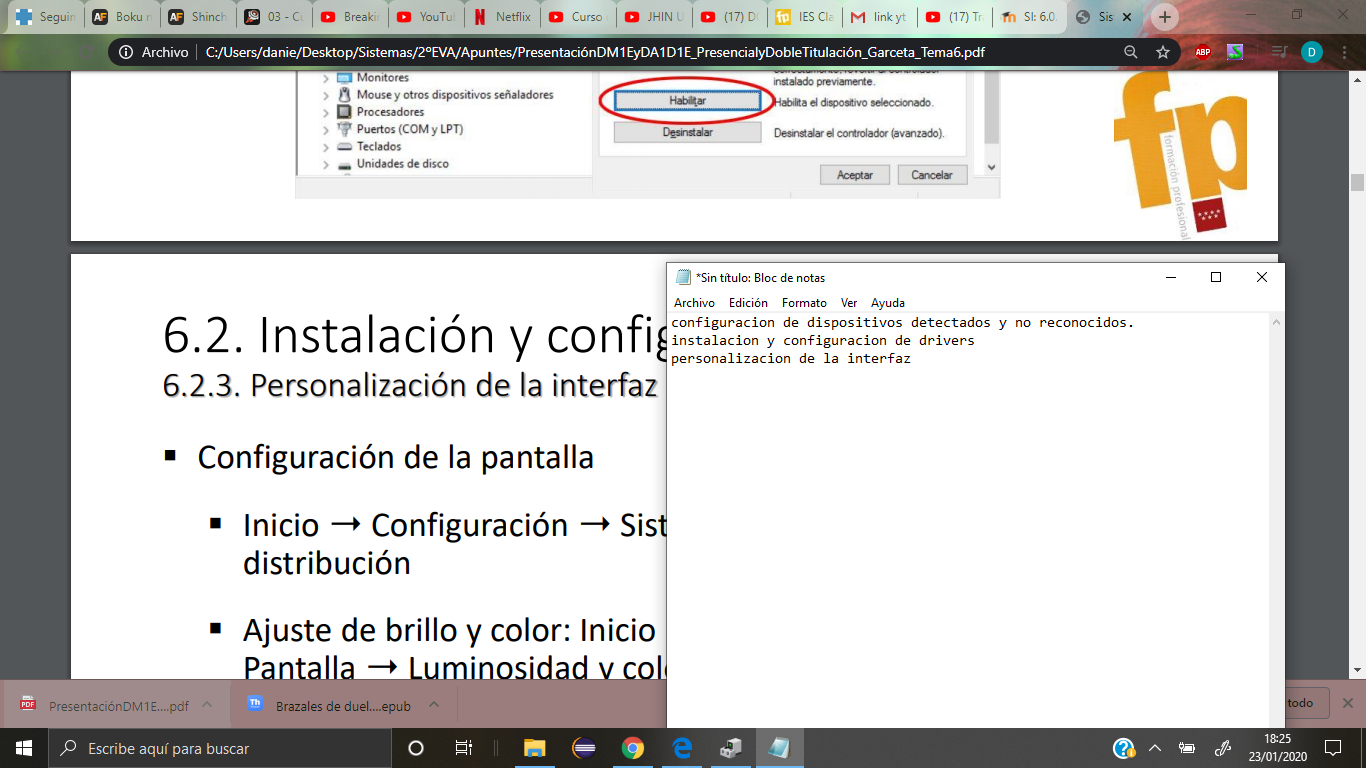 Seguin
Boku n
Shinch
03 - Cu
Breakin
YouTub
Netflix
Curso d
JHIN U
(17) D
IES Cla
link yt
(17) Tr
SI: 6.0.
Sis
Archivo
C:/Users/danie/Desktop/Sistemas/2ºEVA/Apuntes/PresentaciónDM1EyDA1D1E_PresencialyDobleTitulación_Garceta_Tema6.pdf
ABP
D
Monitores
Mouse y otros dispositivos señaladores
Procesadores
Puertos (COM y LPT)
Teclados
Unidades de disco
instalado previamente.
Habilitar
Habilita el dispositivo seleccionado.
Desinstalar
Desinstalar el controlador (avanzado).
Aceptar
Cancelar
fp
formación profesional
6.2. Instalación y config
6.2.3. Personalización de la interfaz
Configuración de la pantalla
Inicio → Configuración → Sist
distribución
Ajuste de brillo y color: Inicio
Pantalla → Luminosidad y colo
*Sin título: Bloc de notas
Archivo Edición Formato Ver Ayuda
configuracion de dispositivos detectados y no reconocidos.
instalacion y configuracion de drivers
personalizacion de la interfaz
PDF
PresentaciónDM1E....pdf
Th
Brazales de duel....epub
todo
Escribe aquí para buscar
18:25
23/01/2020